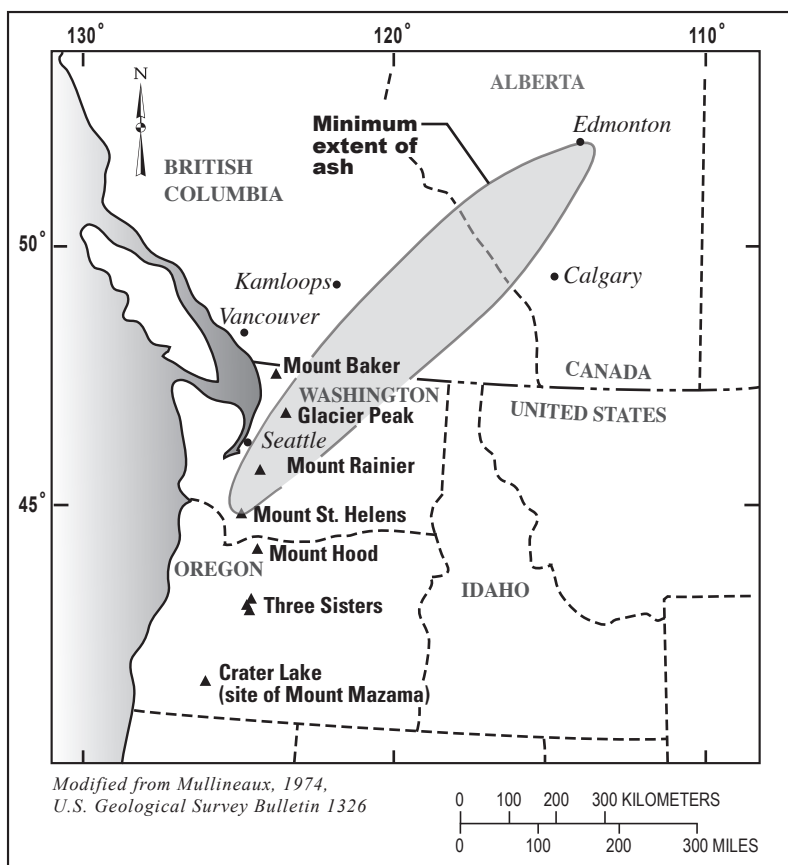 130°
120°
110°
N
ALBERTA
Minimum
extent of
ash
Edmonton
BRITISH
COLUMBIA
50°
Kamloops
Calgary
Vancouver
Mount Baker
CANADA
WASHINGTON
UNITED STATES
Glacier Peak
Seattle
Mount Rainier
45°
Mount St. Helens
Mount Hood
OREGON
IDAHO
Three Sisters
Crater Lake
(site of Mount Mazama)
Modified from Mullineaux, 1974,
U.S. Geological Survey Bulletin 1326
0 100 200 300 KILOMETERS
0 100 200 300 MILES